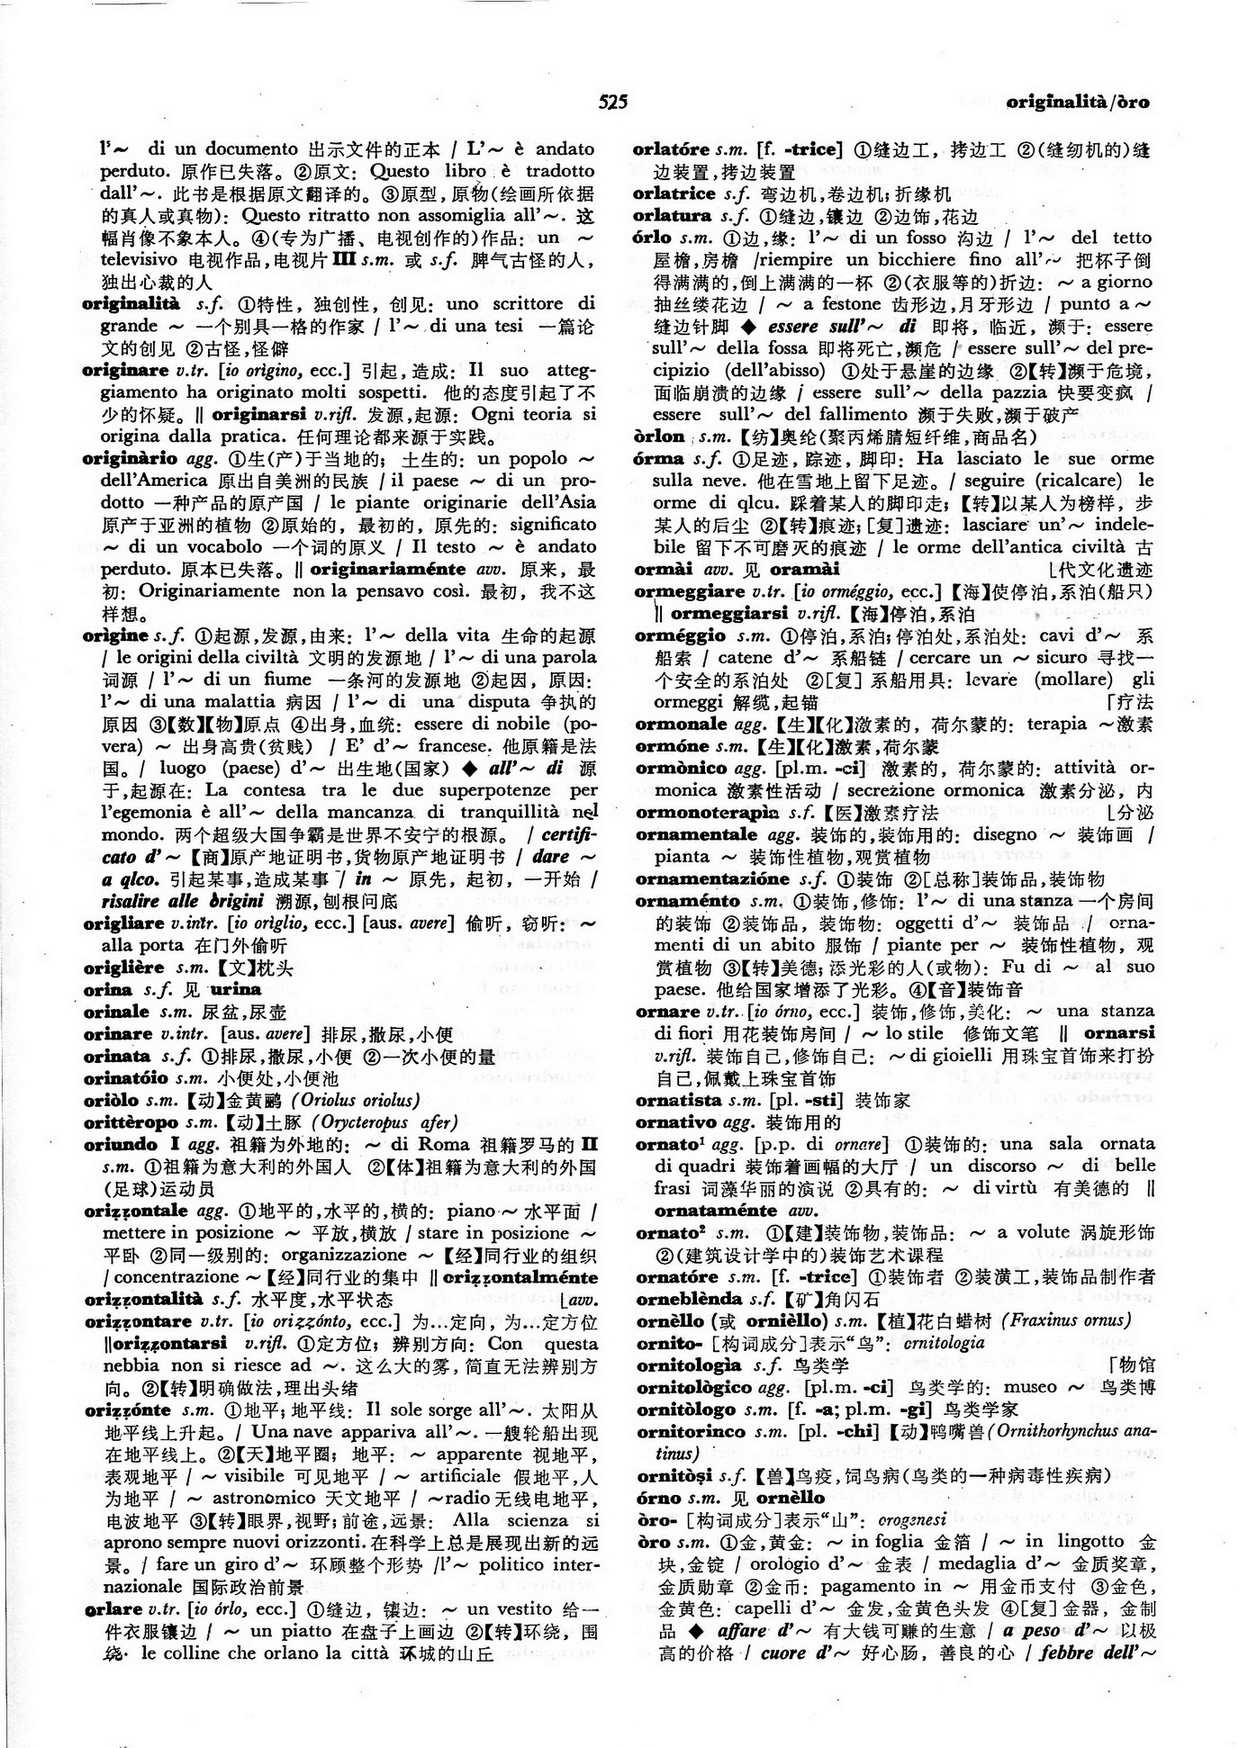 525
originalità/òro
l'～ di un documento 出示文件的正本 / L'～ è andato
perduto. 原作已失落。②原文: Questo libro è tradotto
dall'～. 此书是根据原文翻译的。③原型,原物(绘画所依据
的真人或真物): Questo ritratto non assomiglia all'～. 这
幅肖像不象本人。④(专为广播、电视创作的)作品: un ～
televisivo 电视作品,电视片 III s.m. 或 s.f. 脾气古怪的人,
独出心裁的人
originalità s.f. ①特性, 独创性, 创见: uno scrittore di
grande ～ 一个别具一格的作家 / l'～ di una tesi 一篇论
文的创见 ②古怪,怪僻
originare v.tr. [io orìgino, ecc.] 引起,造成: Il suo atteg-
giamento ha originato molti sospetti. 他的态度引起了不
少的怀疑。‖ originarsi v.rifl. 发源,起源: Ogni teoria si
origina dalla pratica. 任何理论都来源于实践。
originàrio agg. ①生(产)于当地的; 土生的: un popolo ～
dell'America 原出自美洲的民族 / il paese ～ di un pro-
dotto 一种产品的原产国 / le piante originarie dell'Asia
原产于亚洲的植物 ②原始的, 最初的, 原先的: significato
～ di un vocabolo 一个词的原义 / Il testo ～ è andato
perduto. 原本已失落。‖ originariaménte avv. 原来, 最
初: Originariamente non la pensavo così. 最初, 我不这
样想。
orìgine s.f. ①起源,发源,由来: l'～ della vita 生命的起源
/ le origini della civiltà 文明的发源地 / l'～ di una parola
词源 / l'～ di un fiume 一条河的发源地 ②起因, 原因:
l'～ di una malattia 病因 / l'～ di una disputa 争执的
原因 ③【数】【物】原点 ④出身,血统: essere di nobile (po-
vera) ～ 出身高贵(贫贱) / E' d'～ francese. 他原籍是法
国。/ luogo (paese) d'～ 出生地(国家) ◆ all'～ di 源
于,起源在: La contesa tra le due superpotenze per
l'egemonia è all'～ della mancanza di tranquillità nel
mondo. 两个超级大国争霸是世界不安宁的根源。 / certifi-
cato d'～【商】原产地证明书,货物原产地证明书 / dare ～
a qlco. 引起某事,造成某事 / in ～ 原先, 起初, 一开始 /
risalire alle òrigini 溯源,刨根问底
origliare v.intr. [io orìglio, ecc.] [aus. avere] 偷听, 窃听: ～
alla porta 在门外偷听
origlière s.m.【文】枕头
orina s.f. 见 urina
orinale s.m. 尿盆,尿壶
orinare v.intr. [aus. avere] 排尿,撒尿,小便
orinata s.f. ①排尿,撒尿,小便 ②一次小便的量
orinatóio s.m. 小便处,小便池
oriòlo s.m.【动】金黄鹂 (Oriolus oriolus)
orittèropo s.m.【动】土豚 (Orycteropus afer)
oriundo I agg. 祖籍为外地的: ～ di Roma 祖籍罗马的 II
s.m. ①祖籍为意大利的外国人 ②【体】祖籍为意大利的外国
(足球)运动员
oriẓẓontale agg. ①地平的,水平的,横的: piano ～ 水平面 /
mettere in posizione ～ 平放,横放 / stare in posizione ～
平卧 ②同一级别的: organizzazione ～【经】同行业的组织
/ concentrazione ～【经】同行业的集中 ‖ oriẓẓontalménte
oriẓẓontalità s.f. 水平度,水平状态 ⌊avv.
oriẓẓontare v.tr. [io oriẓẓónto, ecc.] 为…定向, 为…定方位
‖oriẓẓontarsi v.rifl. ①定方位; 辨别方向: Con questa
nebbia non si riesce ad ～. 这么大的雾,简直无法辨别方
向。②【转】明确做法,理出头绪
oriẓẓónte s.m. ①地平;地平线: Il sole sorge all'～. 太阳从
地平线上升起。/ Una nave appariva all'～. 一艘轮船出现
在地平线上。②【天】地平圈; 地平: ～ apparente 视地平,
表观地平 / ～ visibile 可见地平 / ～ artificiale 假地平,人
为地平 / ～ astronomico 天文地平 / ～radio 无线电地平,
电波地平 ③【转】眼界,视野;前途,远景: Alla scienza si
aprono sempre nuovi orizzonti. 在科学上总是展现出新的远
景。/ fare un giro d'～ 环顾整个形势 /l'～ politico inter-
nazionale 国际政治前景
orlare v.tr. [io órlo, ecc.] ①缝边, 镶边: ～ un vestito 给一
件衣服镶边 / ～ un piatto 在盘子上画边 ②【转】环绕, 围
绕: le colline che orlano la città 环城的山丘
orlatóre s.m. [f. -trice] ①缝边工, 拷边工 ②(缝纫机的)缝
边装置,拷边装置
orlatrice s.f. 弯边机,卷边机;折缘机
orlatura s.f. ①缝边,镶边 ②边饰,花边
órlo s.m. ①边,缘: l'～ di un fosso 沟边 / l'～ del tetto
屋檐,房檐 /riempire un bicchiere fino all'～ 把杯子倒
得满满的,倒上满满的一杯 ②(衣服等的)折边: ～ a giorno
抽丝缕花边 / ～ a festone 齿形边,月牙形边 / punto a ～
缝边针脚 ◆ essere sull'～ di 即将, 临近, 濒于: essere
sull'～ della fossa 即将死亡,濒危 / essere sull'～ del pre-
cipizio (dell'abisso) ①处于悬崖的边缘 ②【转】濒于危境,
面临崩溃的边缘 / essere sull'～ della pazzia 快要变疯 /
essere sull'～ del fallimento 濒于失败,濒于破产
òrlon s.m.【纺】奥纶(聚丙烯腈短纤维,商品名)
órma s.f. ①足迹, 踪迹, 脚印: Ha lasciato le sue orme
sulla neve. 他在雪地上留下足迹。/ seguire (ricalcare) le
orme di qlcu. 踩着某人的脚印走;【转】以某人为榜样, 步
某人的后尘 ②【转】痕迹; [复]遗迹: lasciare un'～ indele-
bile 留下不可磨灭的痕迹 / le orme dell'antica civiltà 古
ormài avv. 见 oramài ⌊代文化遗迹
ormeggiare v.tr. [io orméggio, ecc.]【海】使停泊,系泊(船只)
‖ ormeggiarsi v.rifl.【海】停泊,系泊
orméggio s.m. ①停泊,系泊;停泊处,系泊处: cavi d'～ 系
船索 / catene d'～ 系船链 / cercare un ～ sicuro 寻找一
个安全的系泊处 ②[复] 系船用具: levare (mollare) gli
ormeggi 解缆,起锚 ⌈疗法
ormonale agg.【生】【化】激素的, 荷尔蒙的: terapia ～激素
ormóne s.m.【生】【化】激素,荷尔蒙
ormònico agg. [pl.m. -ci] 激素的, 荷尔蒙的: attività or-
monica 激素性活动 / secrezione ormonica 激素分泌, 内
ormonoterapìa s.f.【医】激素疗法 ⌊分泌
ornamentale agg. 装饰的,装饰用的: disegno ～ 装饰画 /
pianta ～ 装饰性植物,观赏植物
ornamentazióne s.f. ①装饰 ②[总称]装饰品,装饰物
ornaménto s.m. ①装饰,修饰: l'～ di una stanza 一个房间
的装饰 ②装饰品, 装饰物: oggetti d'～ 装饰品 / orna-
menti di un abito 服饰 / piante per ～ 装饰性植物, 观
赏植物 ③【转】美德;添光彩的人(或物): Fu di ～ al suo
paese. 他给国家增添了光彩。④【音】装饰音
ornare v.tr. [io órno, ecc.] 装饰,修饰,美化: ～ una stanza
di fiori 用花装饰房间 / ～ lo stile 修饰文笔 ‖ ornarsi
v.rifl. 装饰自己,修饰自己: ～di gioielli 用珠宝首饰来打扮
自己,佩戴上珠宝首饰
ornatista s.m. [pl. -sti] 装饰家
ornativo agg. 装饰用的
ornato¹ agg. [p.p. di ornare] ①装饰的: una sala ornata
di quadri 装饰着画幅的大厅 / un discorso ～ di belle
frasi 词藻华丽的演说 ②具有的: ～ di virtù 有美德的 ‖
ornataménte avv.
ornato² s.m. ①【建】装饰物,装饰品: ～ a volute 涡旋形饰
②(建筑设计学中的)装饰艺术课程
ornatóre s.m. [f. -trice] ①装饰者 ②装潢工,装饰品制作者
orneblènda s.f.【矿】角闪石
ornèllo (或 ornièllo) s.m.【植】花白蜡树 (Fraxinus ornus)
ornito- [构词成分]表示“鸟”: ornitologia
ornitologìa s.f. 鸟类学 ⌈物馆
ornitològico agg. [pl.m. -ci] 鸟类学的: museo ～ 鸟类博
ornitòlogo s.m. [f. -a; pl.m. -gi] 鸟类学家
ornitorinco s.m. [pl. -chi]【动】鸭嘴兽 (Ornithorhynchus ana-
tinus)
ornitòṣi s.f.【兽】鸟疫,饲鸟病(鸟类的一种病毒性疾病)
órno s.m. 见 ornèllo
òro- [构词成分]表示“山”: orogenesi
òro s.m. ①金,黄金: ～ in foglia 金箔 / ～ in lingotto 金
块,金锭 / orologio d'～ 金表 / medaglia d'～ 金质奖章,
金质勋章 ②金币: pagamento in ～ 用金币支付 ③金色,
金黄色: capelli d'～ 金发,金黄色头发 ④[复]金器, 金制
品 ◆ affare d'～ 有大钱可赚的生意 / a peso d'～ 以极
高的价格 / cuore d'～ 好心肠, 善良的心 / febbre dell'～